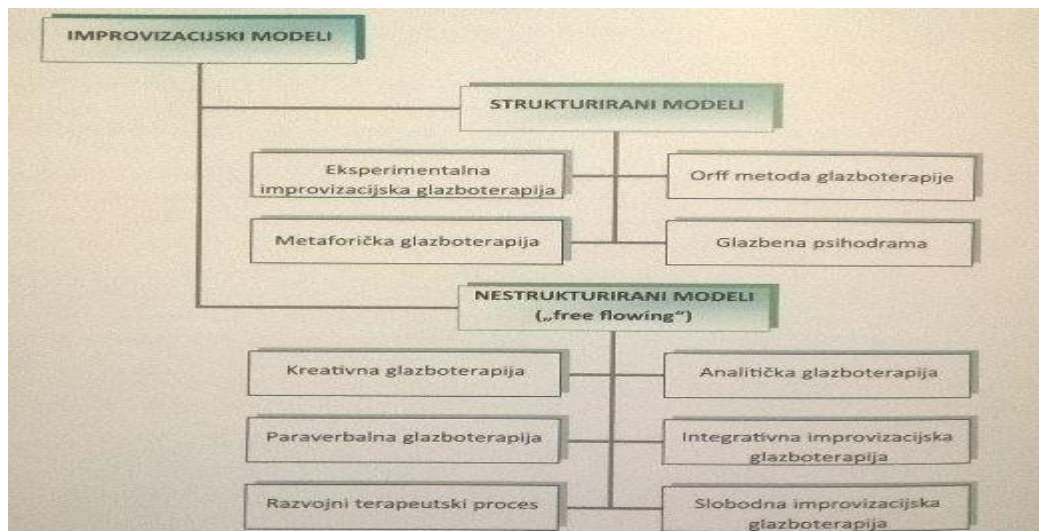 IMPROVIZACIJSKI MODELI
STRUKTURIRANI MODELI
Eksperimentalna
improvizacijska glazboterapija
Orff metoda glazboterapije
Metaforička glazboterapija
Glazbena psihodrama
NESTRUKTURIRANI MODELI
(„free flowing“)
Kreativna glazboterapija
Analitička glazboterapija
Paraverbalna glazboterapija
Integrativna improvizacijska
glazboterapija
Razvojni terapeutski proces
Slobodna improvizacijska
glazboterapija